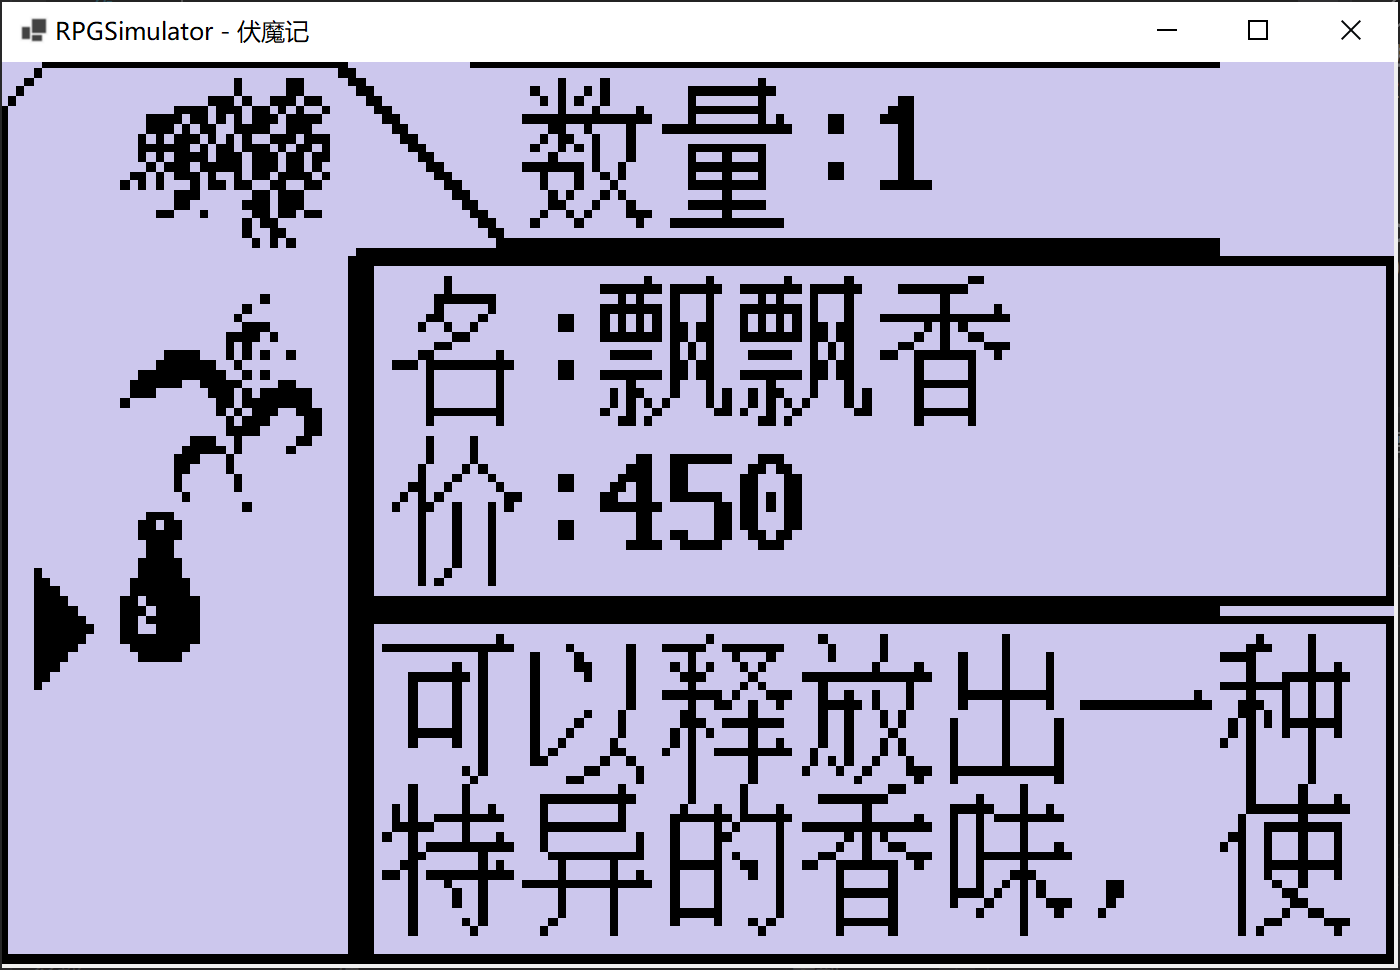 RPGSimulator - 伏魔记
数量:1
名:飘飘香
价:450
可以释放出一种
特异的香味，使